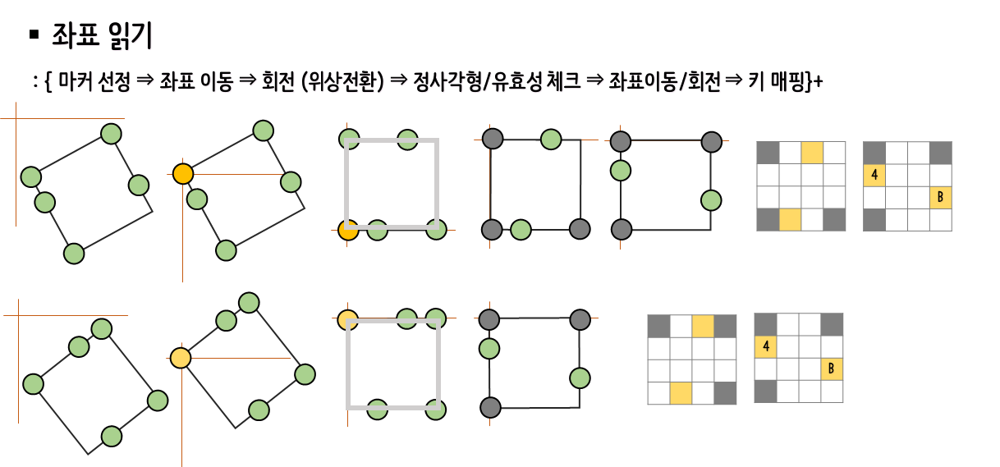 ▪ 좌표 읽기
: { 마커 선정 ⇒ 좌표 이동 ⇒ 회전 (위상전환) ⇒ 정사각형/유효성 체크 ⇒ 좌표이동/회전⇒ 키 매핑}+
4
B
4
B